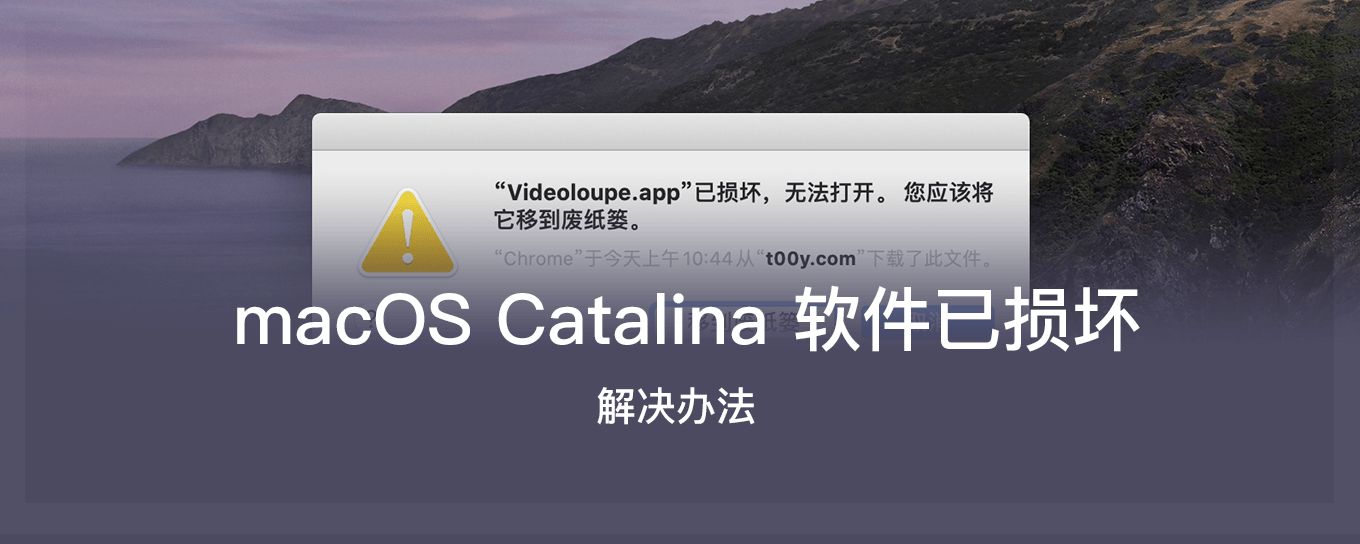 “Videoloupe.app”已损坏，无法打开。 您应该将
它移到废纸篓。
“Chrome”于今天上午10:44从“t00y.com”下载了此文件。
macOS Catalina 软件已损坏
解决办法